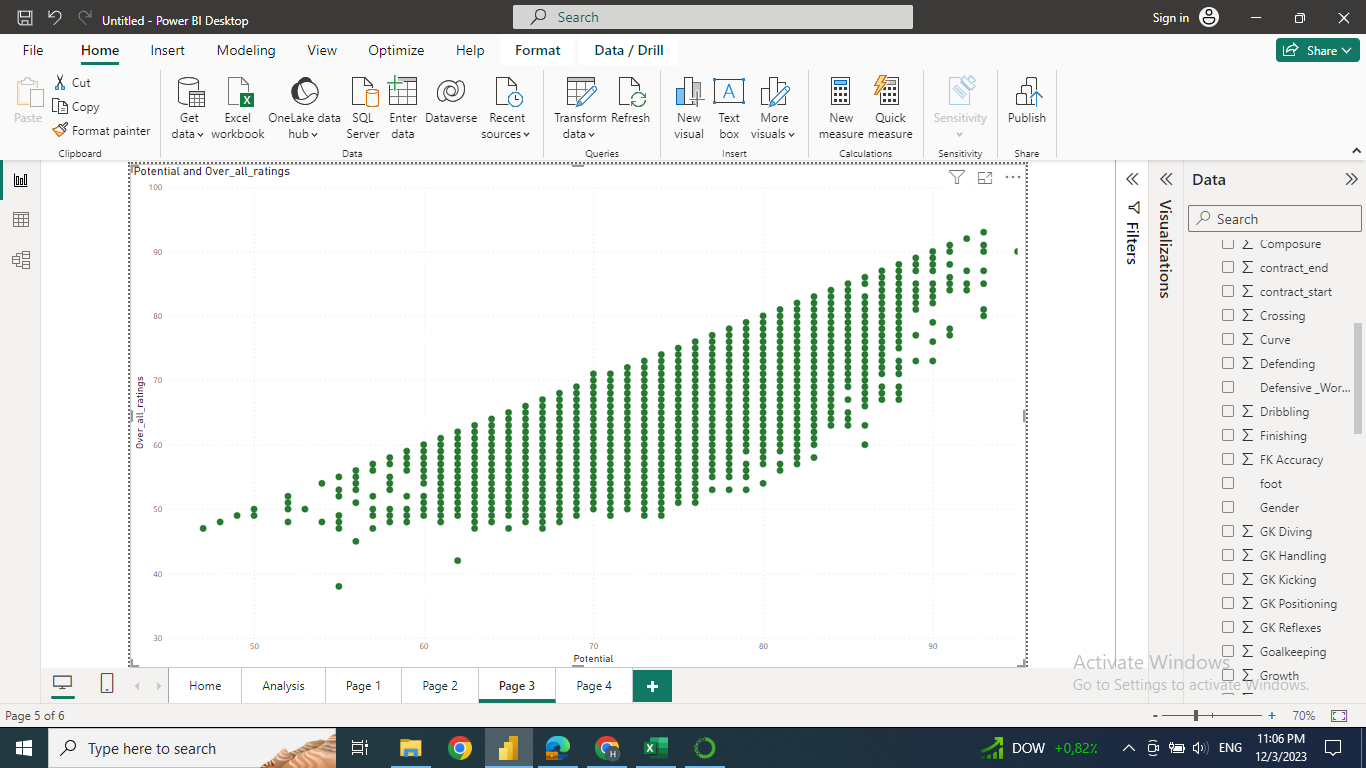 Untitled - Power BI Desktop
Search
Sign in
File Home Insert Modeling View Optimize Help Format Data / Drill
Share
Paste
Cut
Copy
Format painter
Clipboard
Get data
Excel workbook
OneLake data hub
SQL Server
Enter data
Dataverse
Recent sources
Data
Transform data
Refresh
Queries
New visual
Text box
More visuals
Insert
New measure
Quick measure
Calculations
Sensitivity
Sensitivity
Publish
Share
Potential and Over_all_ratings
100
90
80
70
60
50
40
30
Over_all_ratings
50 60 70 80 90
Potential
Filters
Visualizations
Data
Search
Composure
contract_end
contract_start
Crossing
Curve
Defending
Defensive _Wor...
Dribbling
Finishing
FK Accuracy
foot
Gender
GK Diving
GK Handling
GK Kicking
GK Positioning
GK Reflexes
Goalkeeping
Growth
Activate Windows
Go to Settings to activate Windows.
Home Analysis Page 1 Page 2 Page 3 Page 4
Page 5 of 6
- + 70%
Type here to search
DOW +0,82%
ENG
11:06 PM
12/3/2023